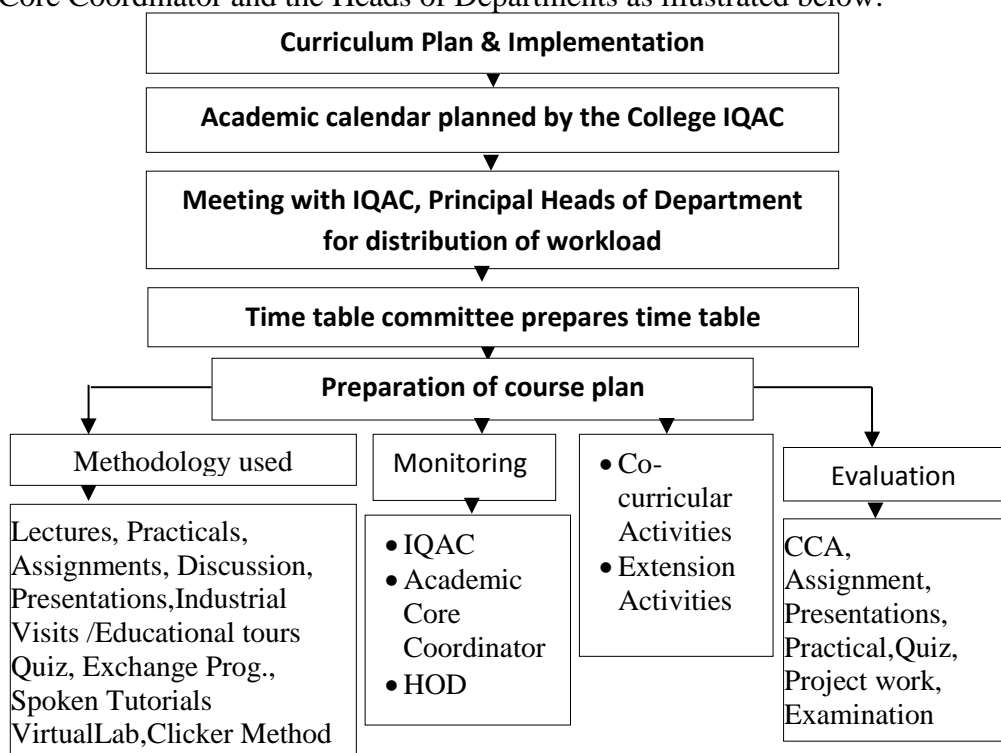 Core Coordinator and the Heads of Departments as illustrated below:
Curriculum Plan & Implementation
Academic calendar planned by the College IQAC
Meeting with IQAC, Principal Heads of Department
for distribution of workload
Time table committee prepares time table
Preparation of course plan
Methodology used
Lectures, Practicals,
Assignments, Discussion,
Presentations,Industrial
Visits /Educational tours
Quiz, Exchange Prog.,
Spoken Tutorials
VirtualLab,Clicker Method
Monitoring
• IQAC
• Academic
Core
Coordinator
• HOD
• Co-
curricular
Activities
• Extension
Activities
Evaluation
CCA,
Assignment,
Presentations,
Practical,Quiz,
Project work,
Examination